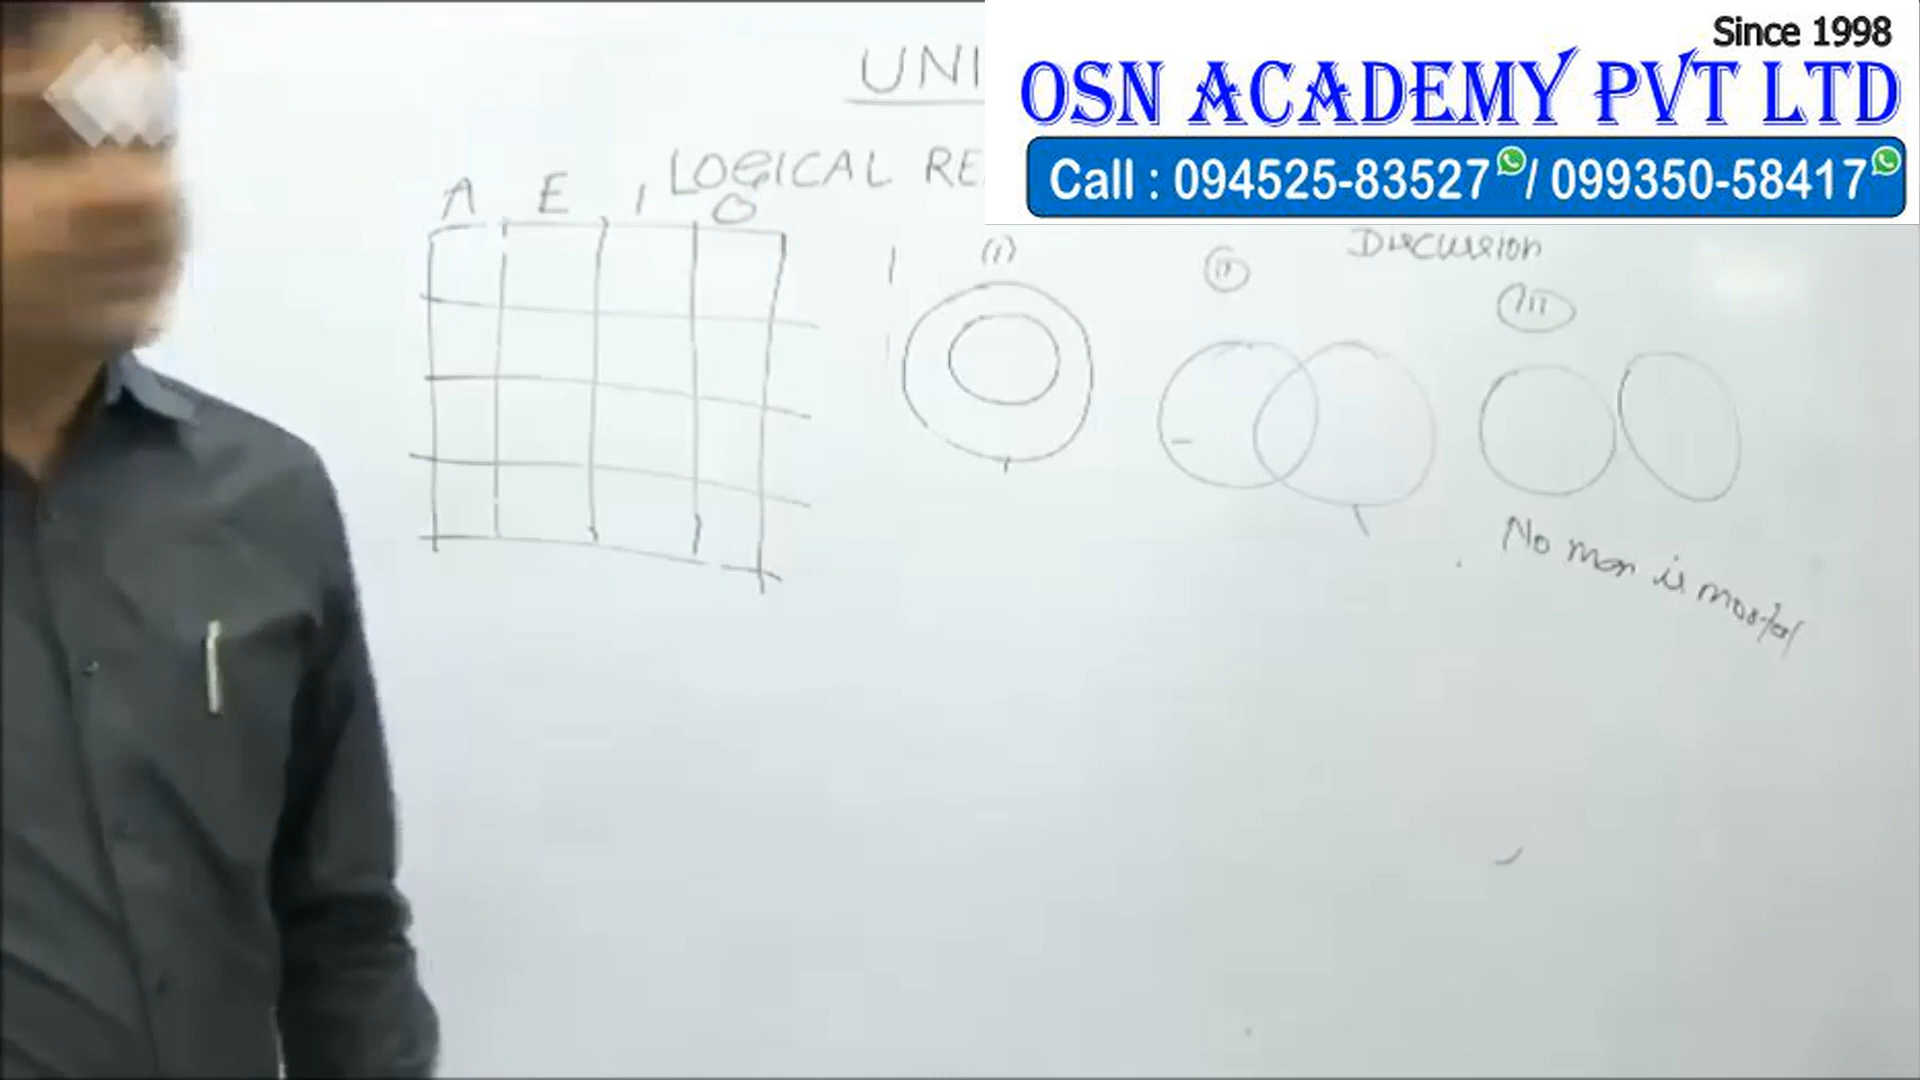 Since 1998
OSN ACADEMY PVT LTD
Call : 094525-83527 / 099350-58417
UNI
LOGICAL RE
A E I O
Discussion
(i)
(ii)
(iii)
No man is mortal